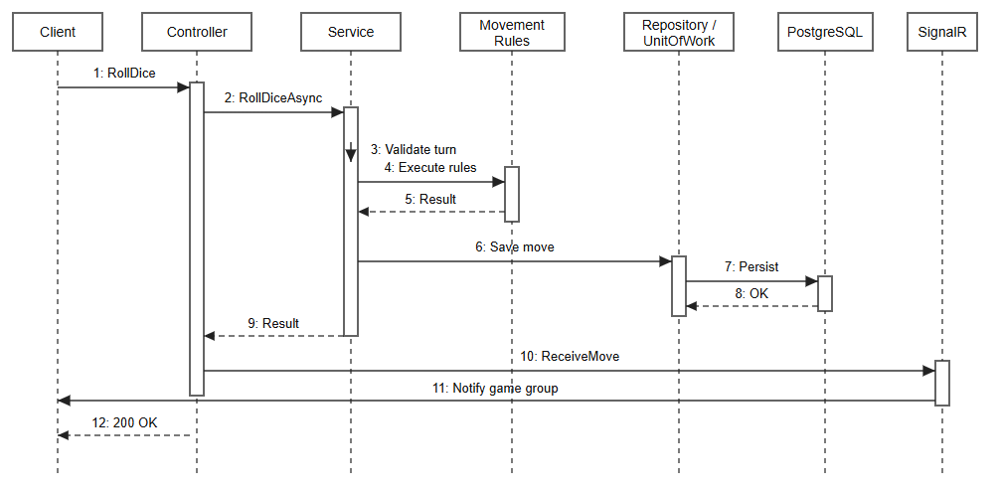 Client
Controller
Service
Movement
Rules
Repository /
UnitOfWork
PostgreSQL
SignalR
1: RollDice
2: RollDiceAsync
3: Validate turn
4: Execute rules
5: Result
6: Save move
7: Persist
8: OK
9: Result
10: ReceiveMove
11: Notify game group
12: 200 OK